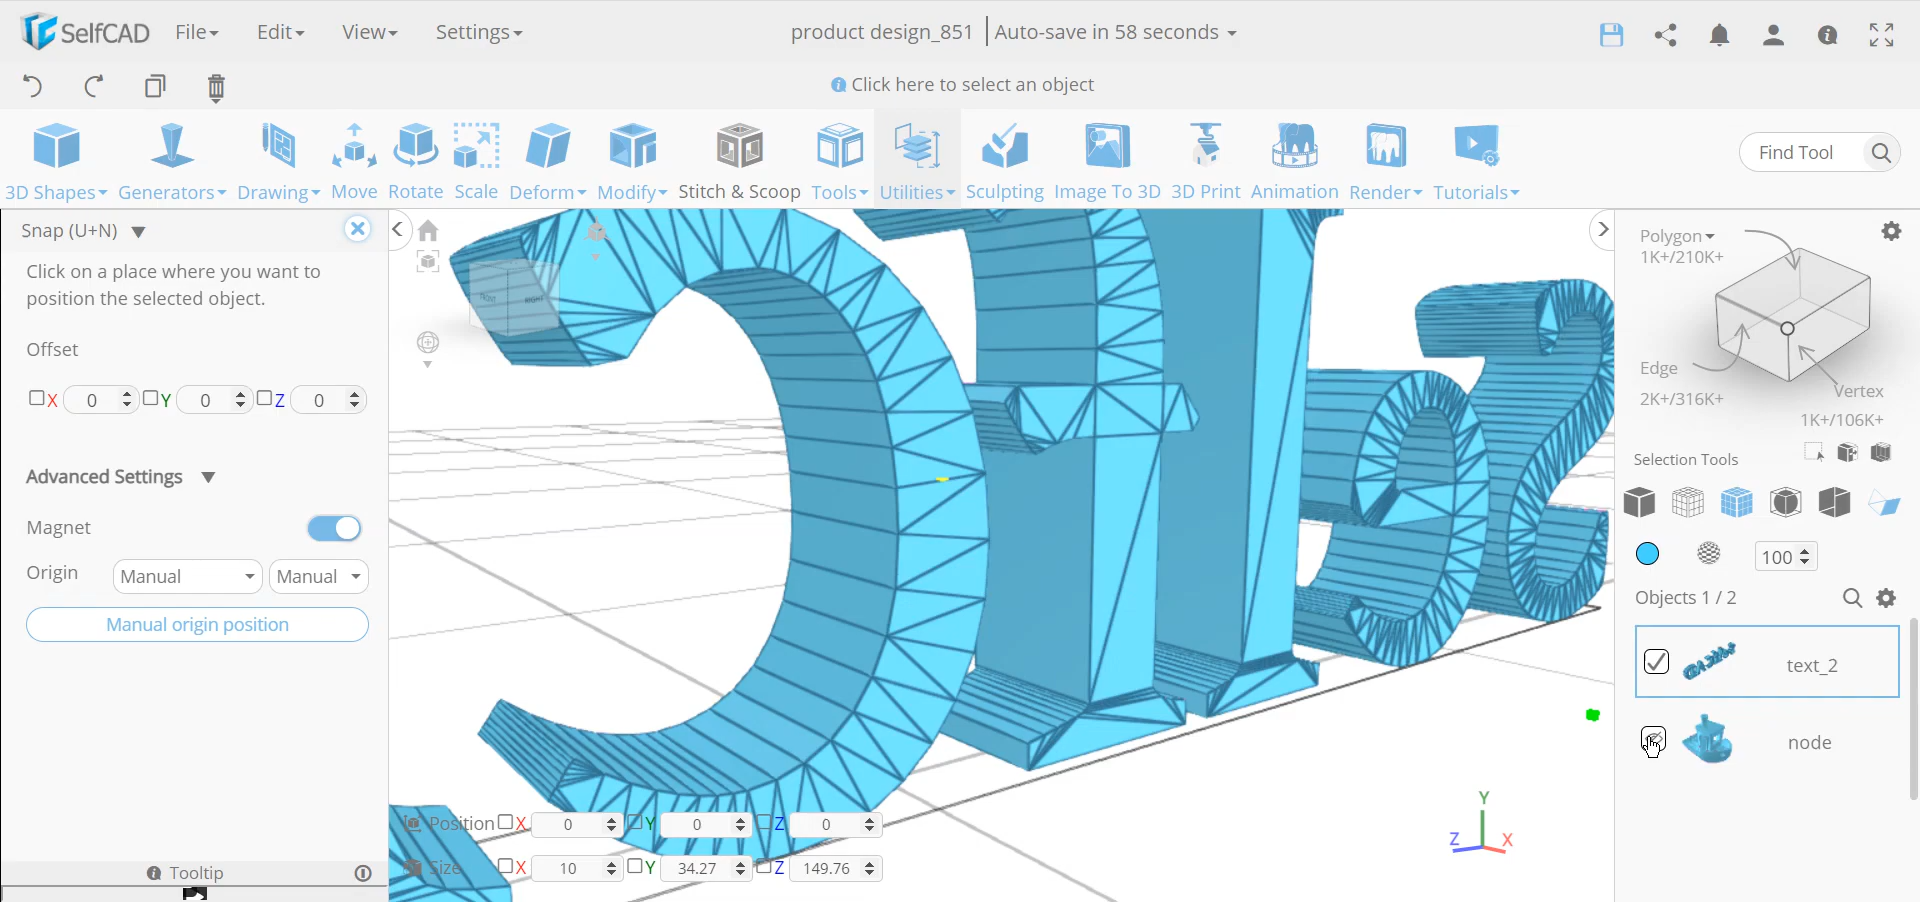 SelfCAD File Edit View Settings product design_851 Auto-save in 58 seconds
Click here to select an object
3D Shapes Generators Drawing Move Rotate Scale Deform Modify Stitch & Scoop Tools Utilities Sculpting Image To 3D 3D Print Animation Render Tutorials Find Tool
Snap (U+N)
Click on a place where you want to
position the selected object.
Offset
X 0 Y 0 Z 0
Advanced Settings
Magnet
Origin Manual Manual
Manual origin position
Tooltip
FRONT RIGHT
Position X 0 Y 0 Z 0
Size X 10 Y 34.27 Z 149.76
Y
Z X
Polygon
1K+/210K+
Edge
2K+/316K+
Vertex
1K+/106K+
Selection Tools
100
Objects 1 / 2
text_2
node